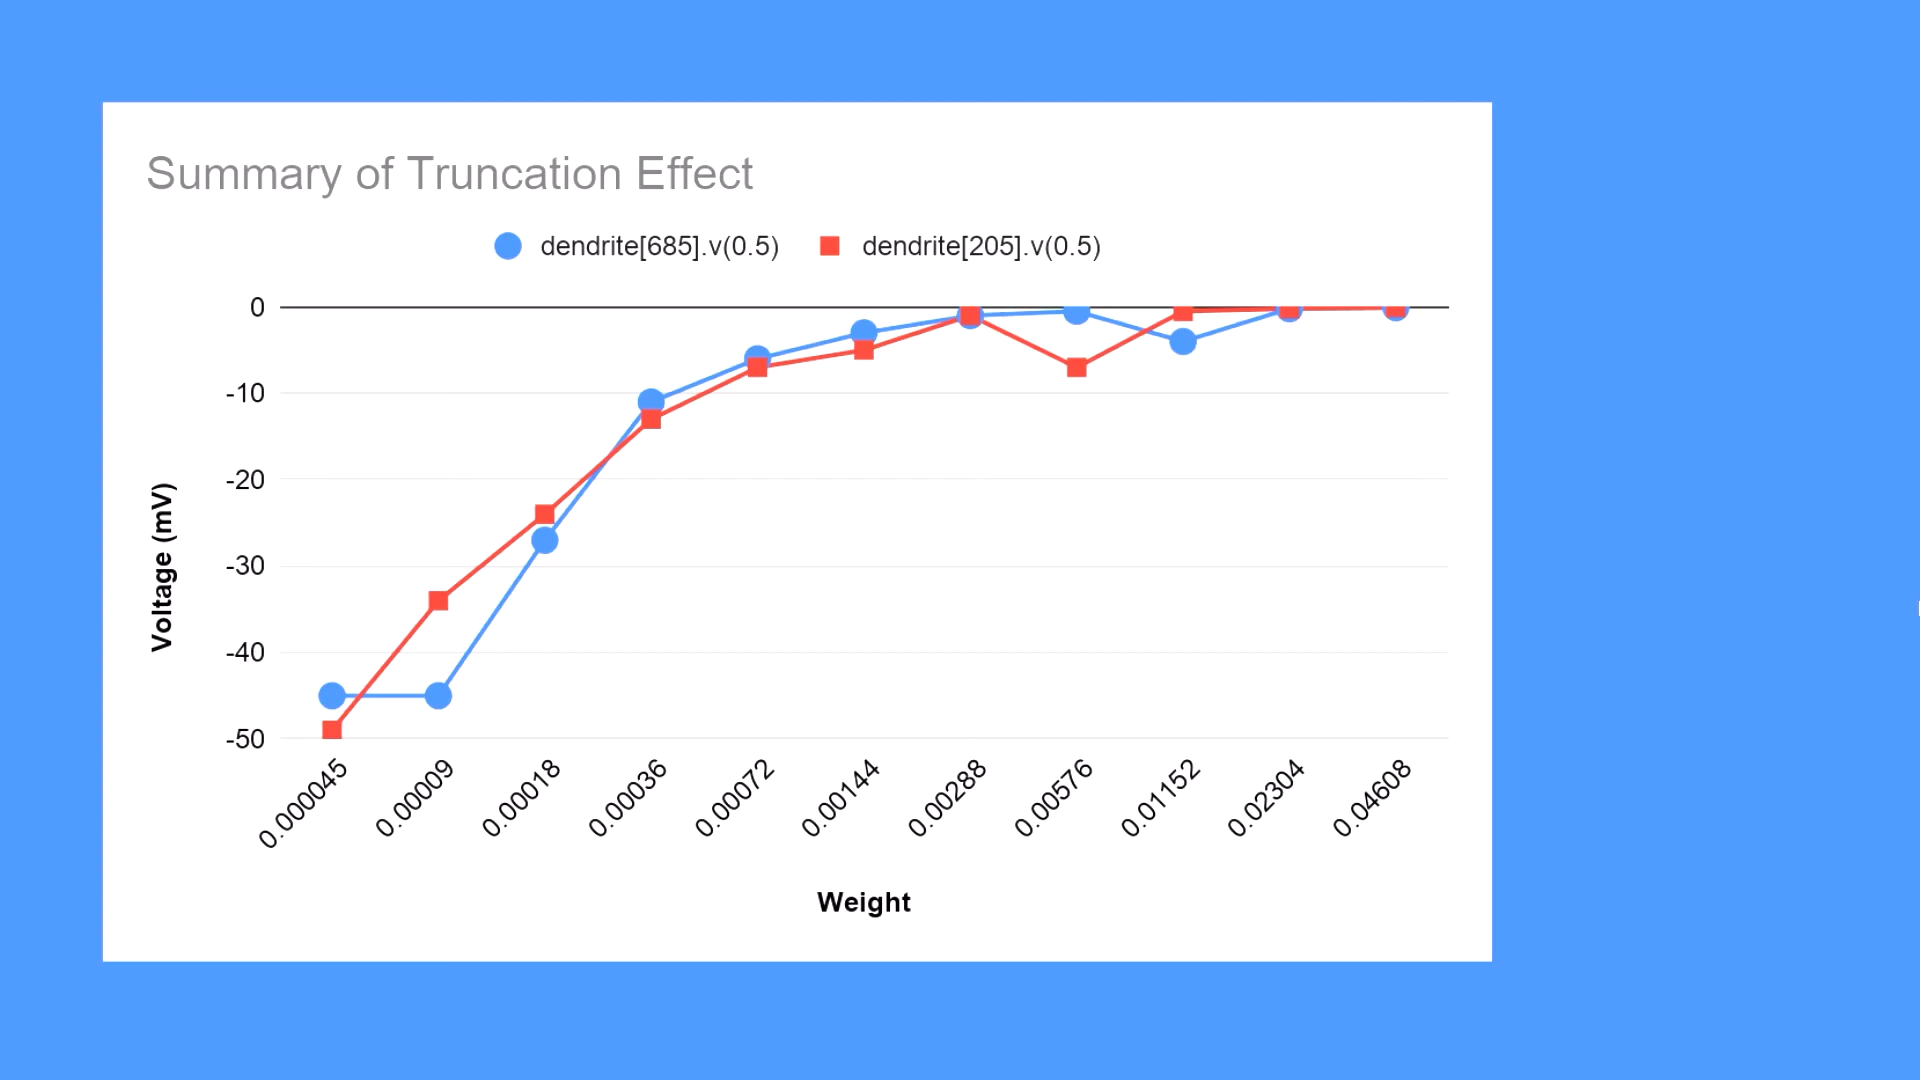 Summary of Truncation Effect
dendrite[685].v(0.5) dendrite[205].v(0.5)
0
-10
-20
-30
-40
-50
Voltage (mV)
0.000045 0.00009 0.00018 0.00036 0.00072 0.00144 0.00288 0.00576 0.01152 0.02304 0.04608
Weight